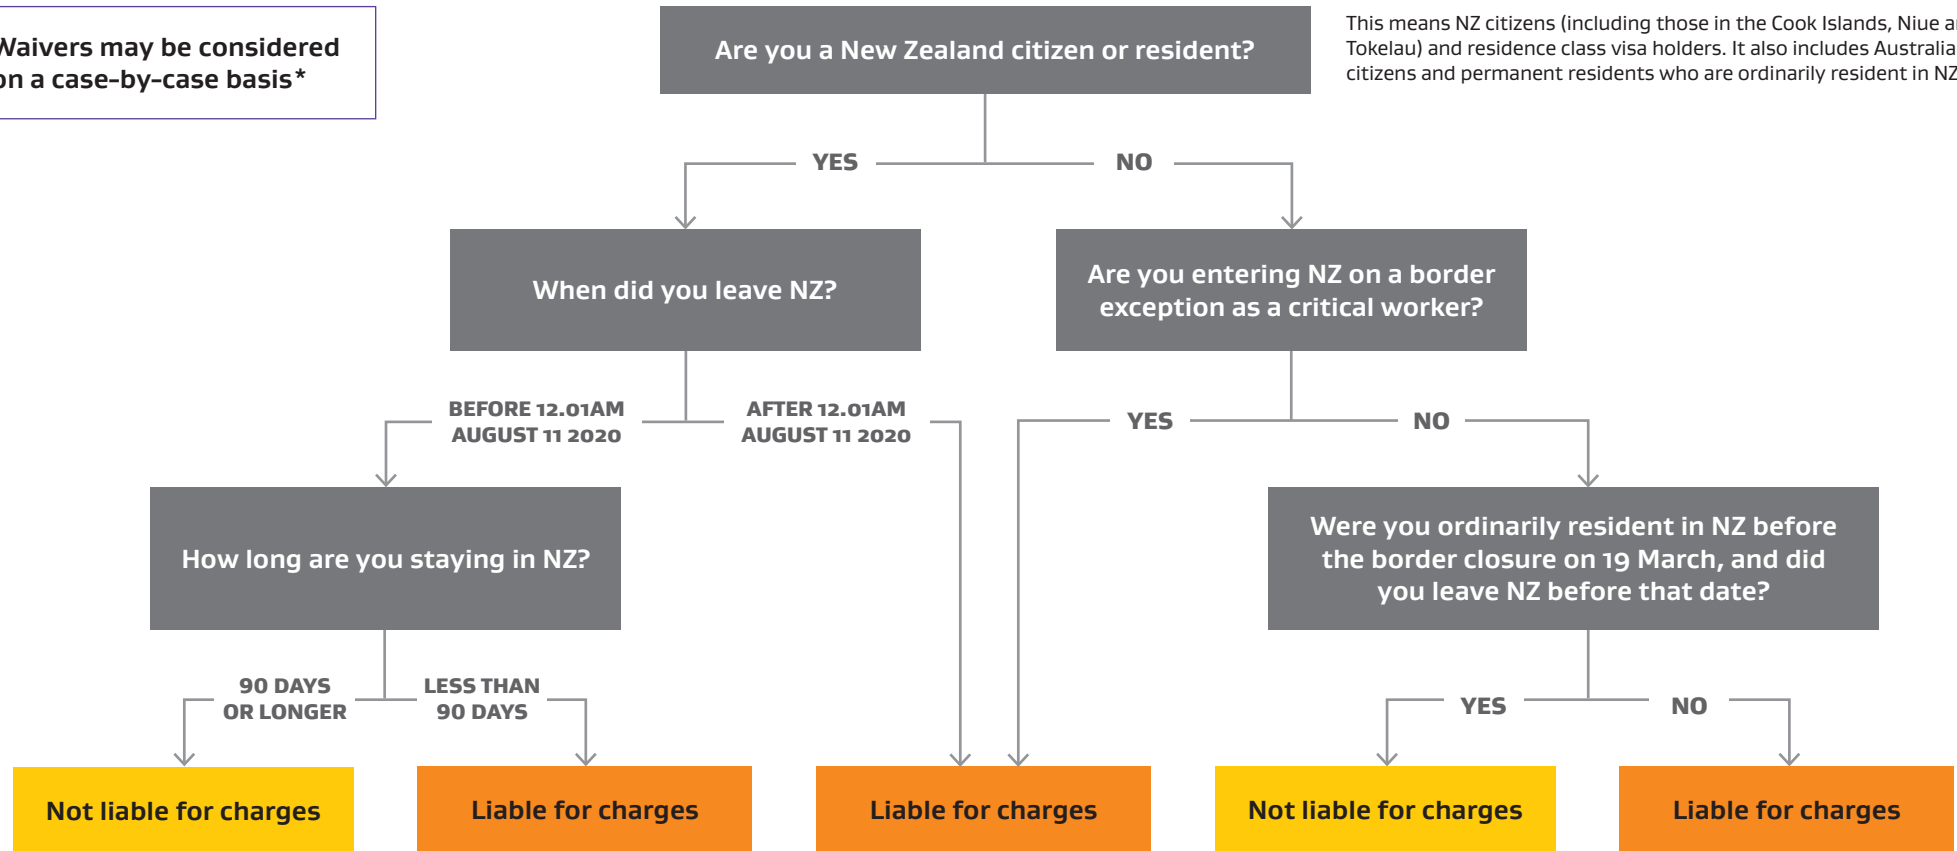 Waivers may be considered
on a case-by-case basis*
Are you a New Zealand citizen or resident?
This means NZ citizens (including those in the Cook Islands, Niue
Tokelau) and residence class visa holders. It also includes Australia
citizens and permanent residents who are ordinarily resident in NZ
YES
NO
When did you leave NZ?
Are you entering NZ on a border
exception as a critical worker?
BEFORE 12.01AM
AUGUST 11 2020
AFTER 12.01AM
AUGUST 11 2020
YES
NO
How long are you staying in NZ?
Were you ordinarily resident in NZ before
the border closure on 19 March, and did
you leave NZ before that date?
90 DAYS
OR LONGER
LESS THAN
90 DAYS
YES
NO
Not liable for charges
Liable for charges
Liable for charges
Not liable for charges
Liable for charges